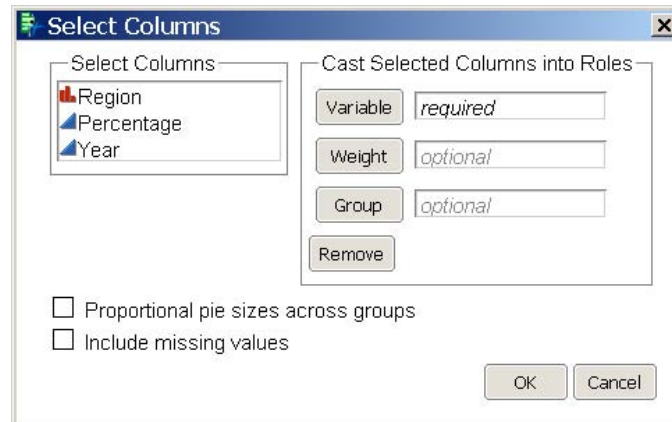 Select Columns
Select Columns
Region
Percentage
Year
Cast Selected Columns into Roles
Variable required
Weight optional
Group optional
Remove
Proportional pie sizes across groups
Include missing values
OK Cancel